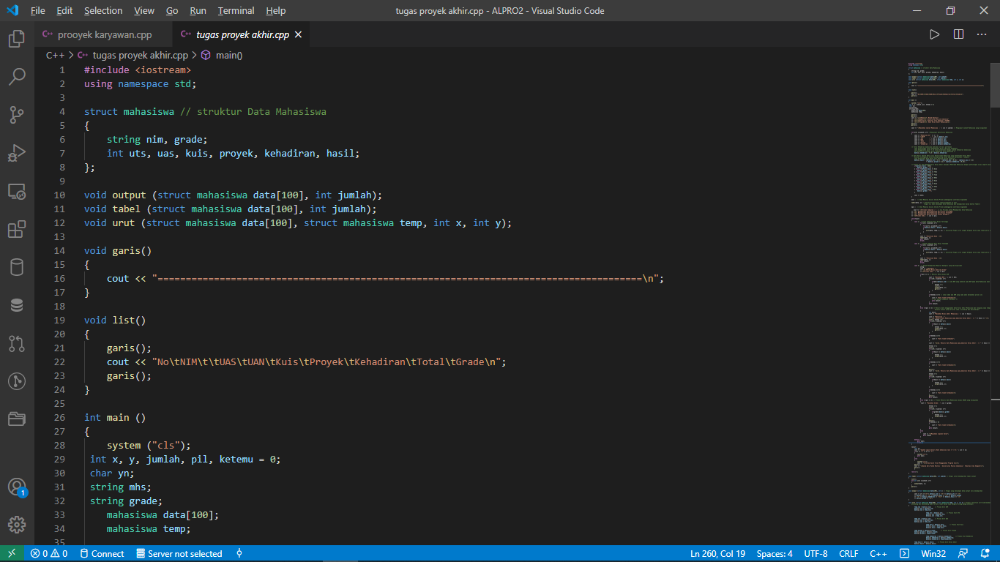 File Edit Selection View Go Run Terminal Help tugas proyek akhir.cpp - ALPRO2 - Visual Studio Code
prooyek karyawan.cpp tugas proyek akhir.cpp
C++ > tugas proyek akhir.cpp > main()
1 #include <iostream>
2 using namespace std;
3
4 struct mahasiswa // struktur Data Mahasiswa
5 {
6 string nim, grade;
7 int uts, uas, kuis, proyek, kehadiran, hasil;
8 };
9
10 void output (struct mahasiswa data[100], int jumlah);
11 void tabel (struct mahasiswa data[100], int jumlah);
12 void urut (struct mahasiswa data[100], struct mahasiswa temp, int x, int y);
13
14 void garis()
15 {
16 cout << "======================================================================================\n";
17 }
18
19 void list()
20 {
21 garis();
22 cout << "No\tNIM\t\tUAS\tUAN\tKuis\tProyek\tKehadiran\tTotal\tGrade\n";
23 garis();
24 }
25
26 int main ()
27 {
28 system ("cls");
29 int x, y, jumlah, pil, ketemu = 0;
30 char yn;
31 string mhs;
32 string grade;
33 mahasiswa data[100];
34 mahasiswa temp;
35
1
0 0 Connect Server not selected Ln 260, Col 19 Spaces: 4 UTF-8 CRLF C++ Win32